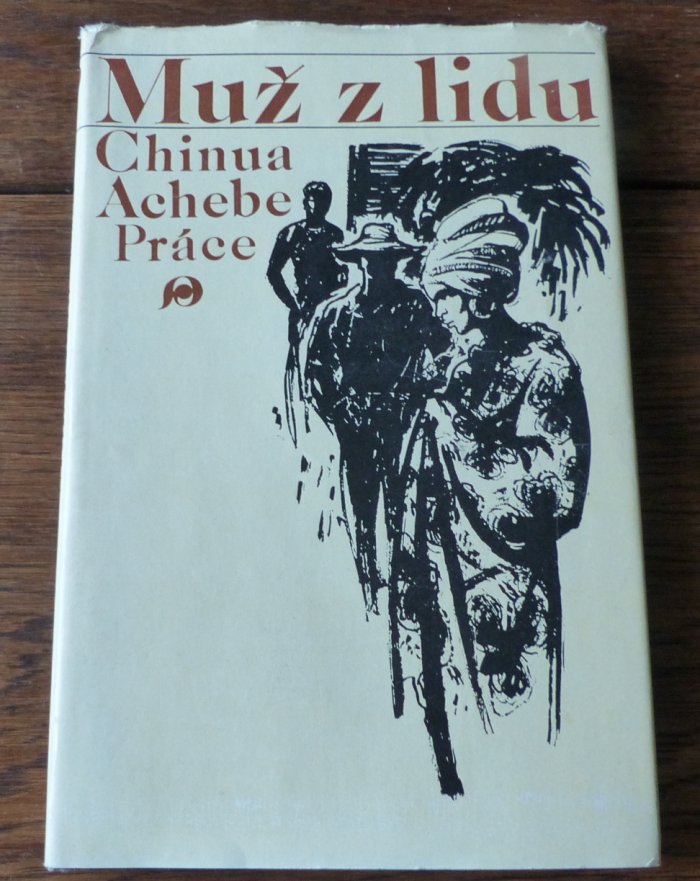 Muž z lidu
Chinua
Achebe
Práce